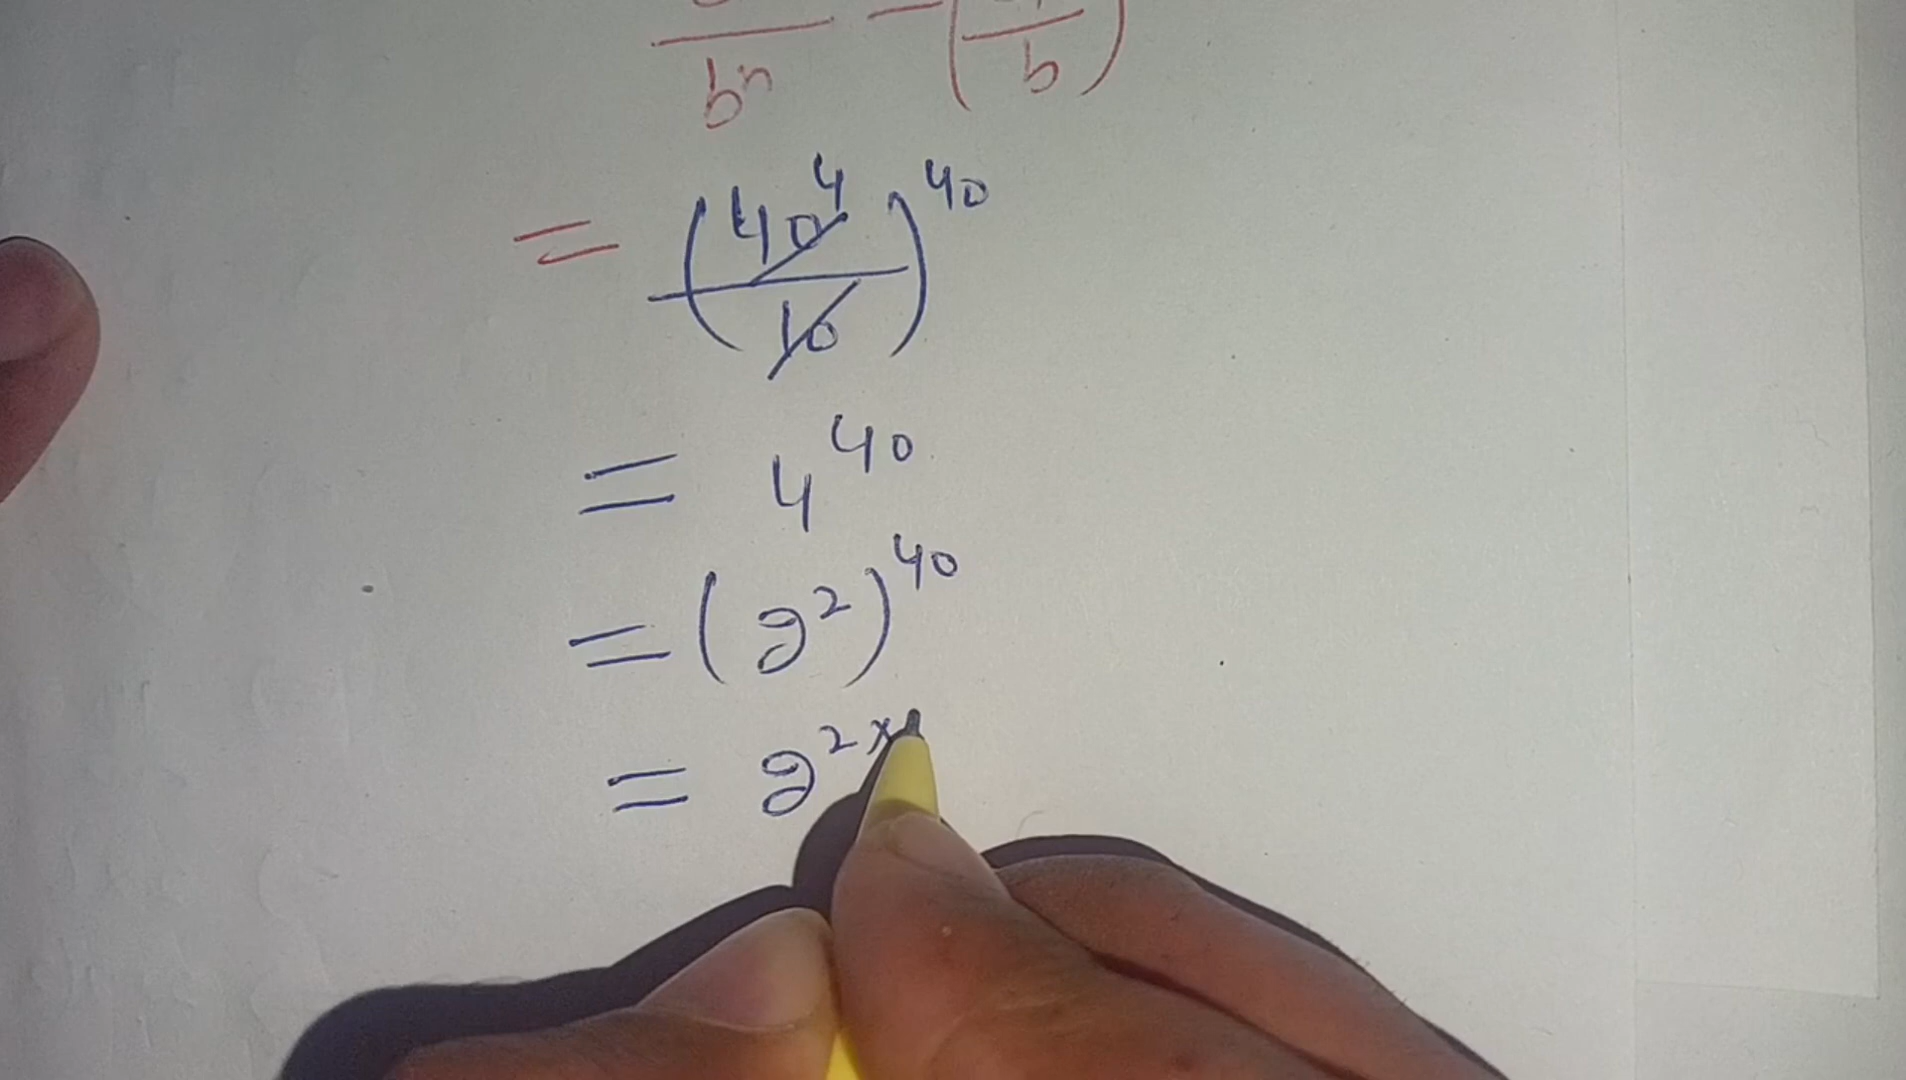 /bⁿ = ( /b)
= (40⁴/10)⁴⁰
= 4⁴⁰
= (2²)⁴⁰
= 2²ˣ